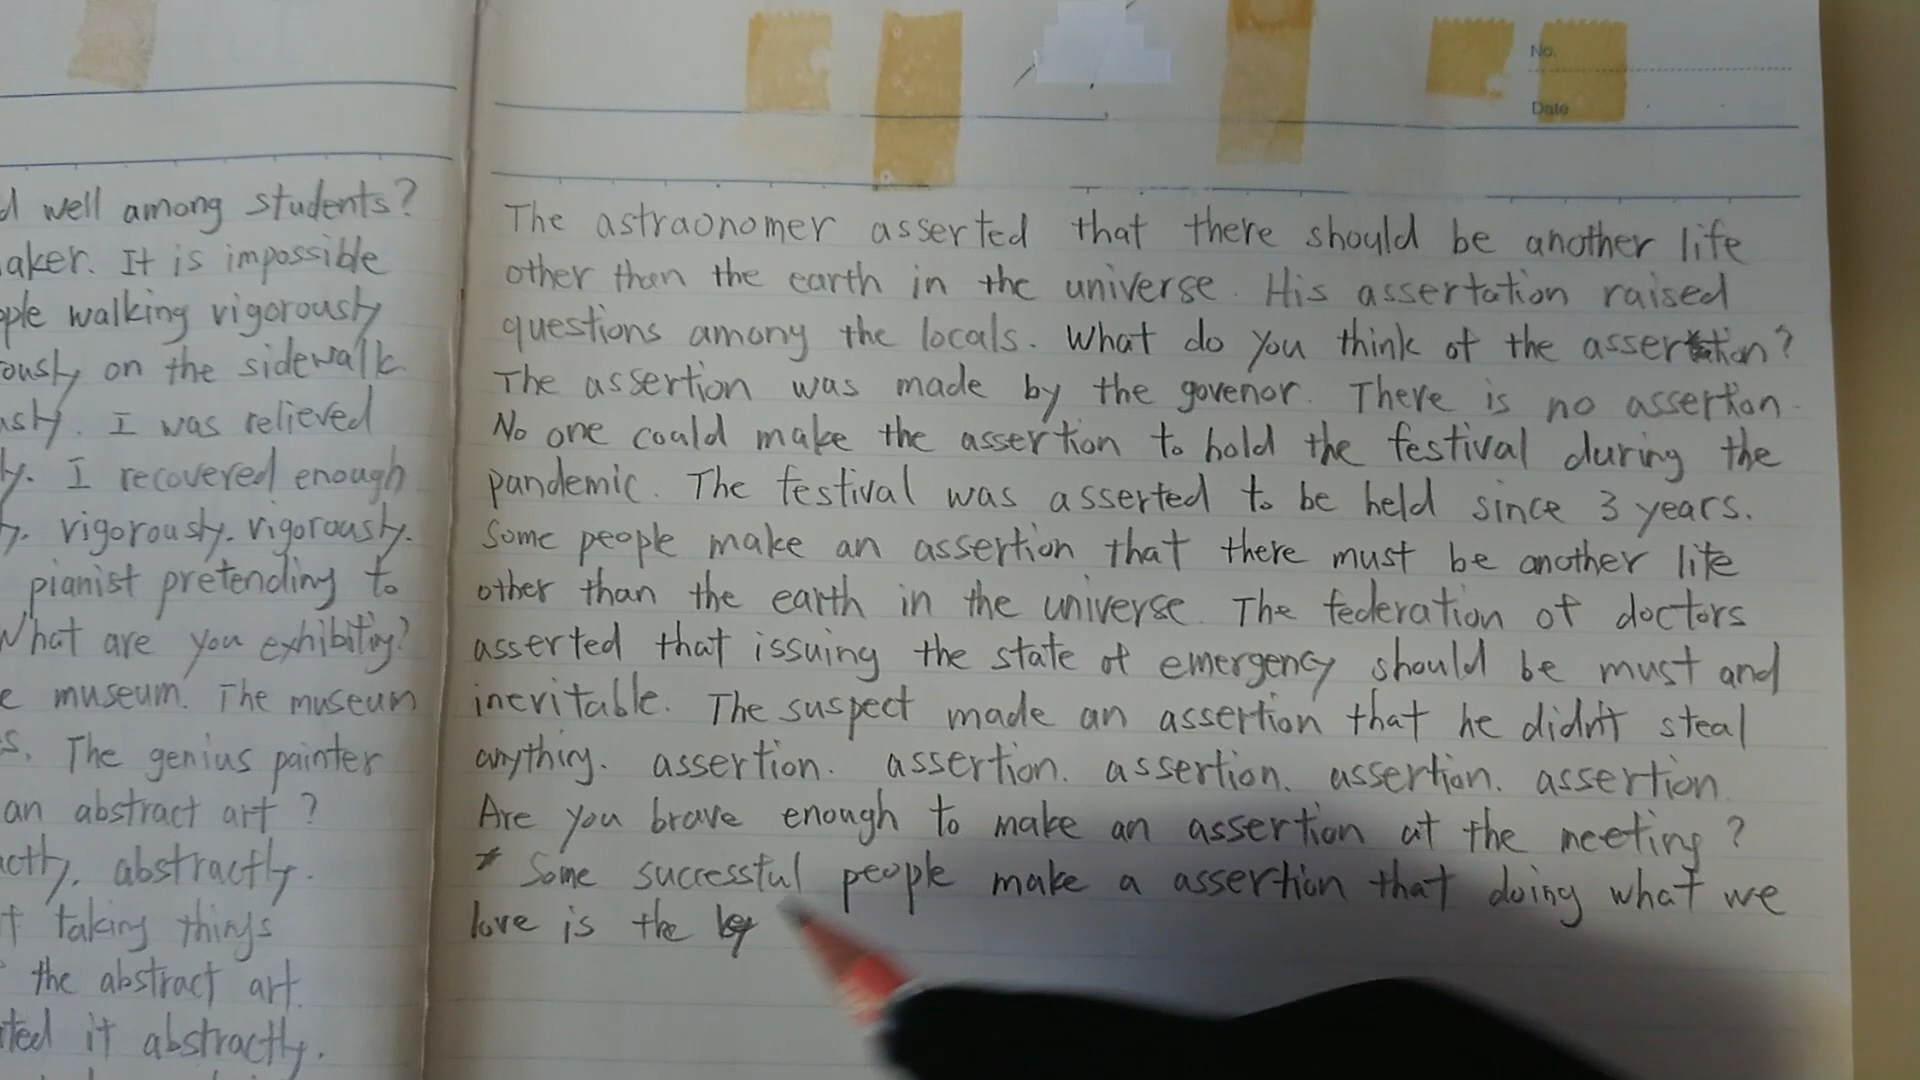 d well among students?
aker. It is impossible
ople walking vigorously
ously on the sidewalk.
usly. I was relieved
ly. I recovered enough
y. vigorously. vigorously.
pianist pretending to
What are you exhibiting?
e museum. The museum
s. The genius painter
an abstract art?
actly, abstractly.
f taking things
the abstract art.
ted it abstractly.
No.
Date
The astraonomer asserted that there should be another life
other than the earth in the universe. His assertation raised
questions among the locals. What do you think of the assertion?
The assertion was made by the govenor. There is no assertion.
No one could make the assertion to hold the festival during the
pandemic. The festival was asserted to be held since 3 years.
Some people make an assertion that there must be another life
other than the earth in the universe. The federation of doctors
asserted that issuing the state of emergency should be must and
inevitable. The suspect made an assertion that he didn't steal
anything. assertion. assertion. assertion. assertion. assertion.
Are you brave enough to make an assertion at the meeting?
* Some successful people make a assertion that doing what we
love is the